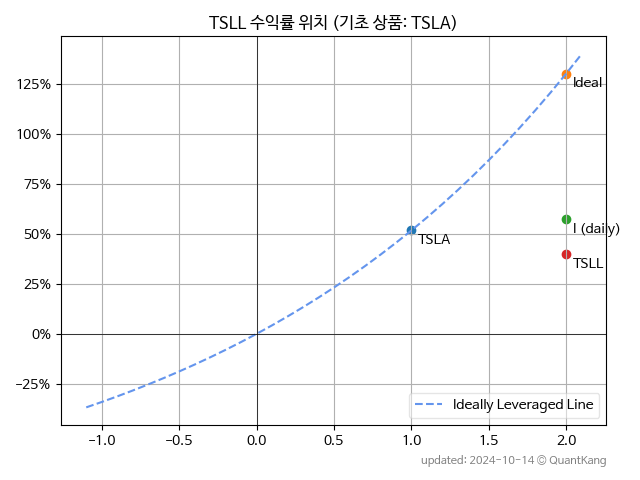 TSLL 수익률 위치 (기초 상품: TSLA)
125%
100%
75%
50%
25%
0%
−25%
Ideal
I (daily)
TSLA
TSLL
Ideally Leveraged Line
−1.0 −0.5 0.0 0.5 1.0 1.5 2.0
updated: 2024-10-14 © QuantKang